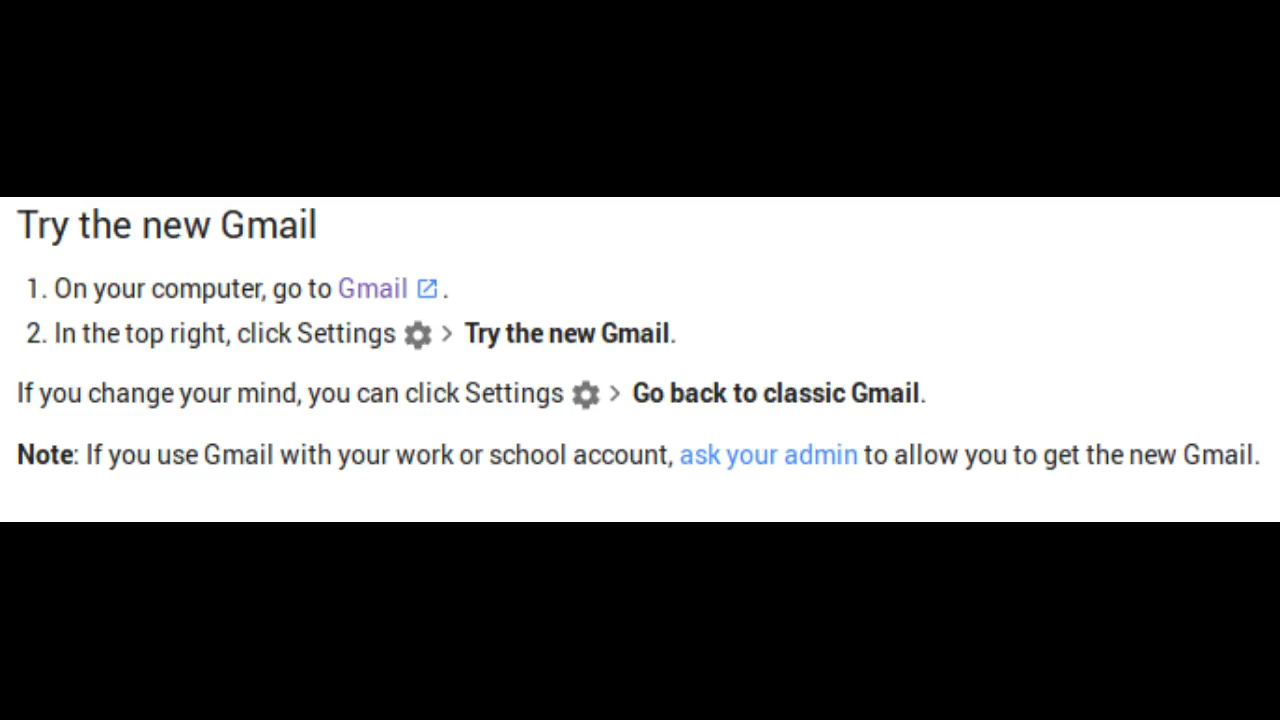 Try the new Gmail
1. On your computer, go to Gmail .
2. In the top right, click Settings > Try the new Gmail.
If you change your mind, you can click Settings > Go back to classic Gmail.
Note: If you use Gmail with your work or school account, ask your admin to allow you to get the new Gmail.